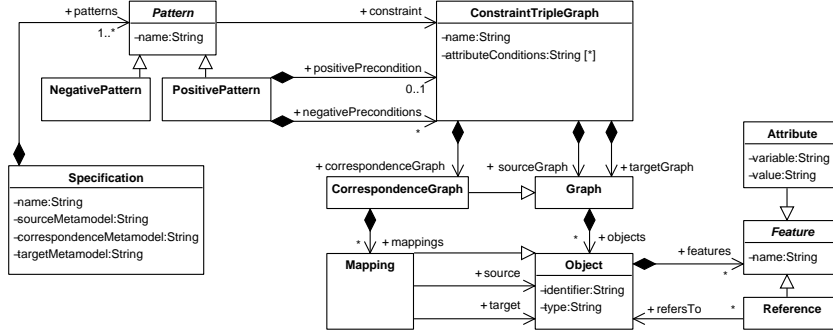 +patterns
1..*
Pattern
-name:String
+constraint
ConstraintTripleGraph
-name:String
-attributeConditions:String [*]
+positivePrecondition
0..1
NegativePattern
PositivePattern
+negativePreconditions
*
Specification
-name:String
-sourceMetamodel:String
-correspondenceMetamodel:String
-targetMetamodel:String
+correspondenceGraph
+sourceGraph
+targetGraph
CorrespondenceGraph
Graph
Attribute
-variable:String
-value:String
* +mappings
* +objects
Mapping
+source
+target
Object
-identifier:String
-type:String
+features
*
Feature
-name:String
+refersTo
*
Reference